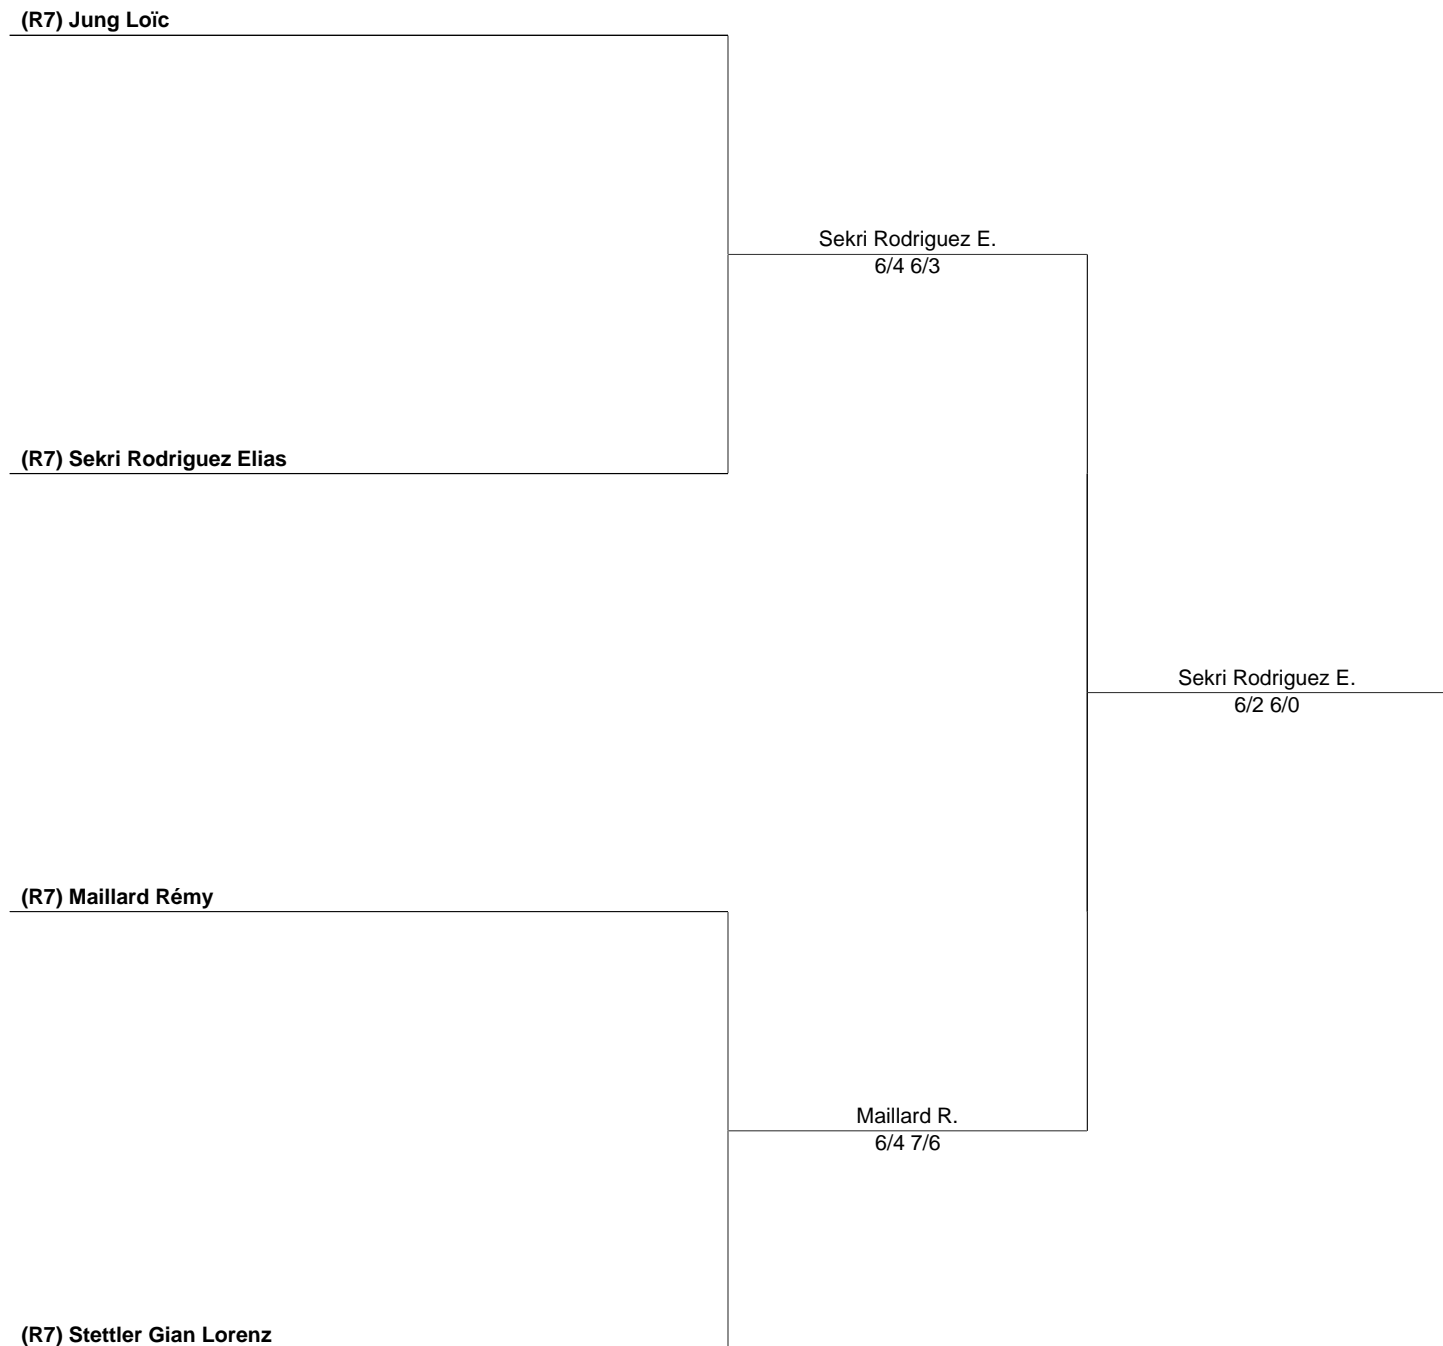 (R7) Jung Loïc
Sekri Rodriguez E.
6/4 6/3
(R7) Sekri Rodriguez Elias
Sekri Rodriguez E.
6/2 6/0
(R7) Maillard Rémy
Maillard R.
6/4 7/6
(R7) Stettler Gian Lorenz